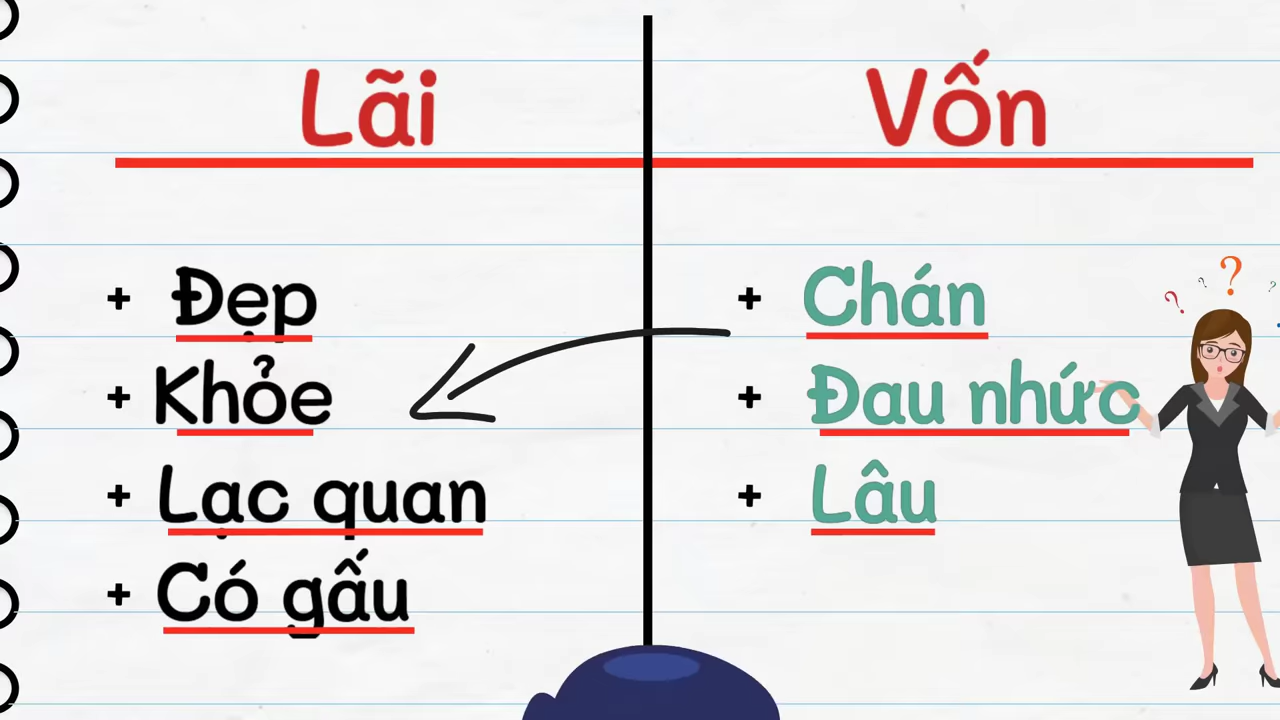 Lãi
+ Đẹp
+ Khỏe
+ Lạc quan
+ Có gấu
Vốn
+ Chán
+ Đau nhức
+ Lâu
? ? ? ?